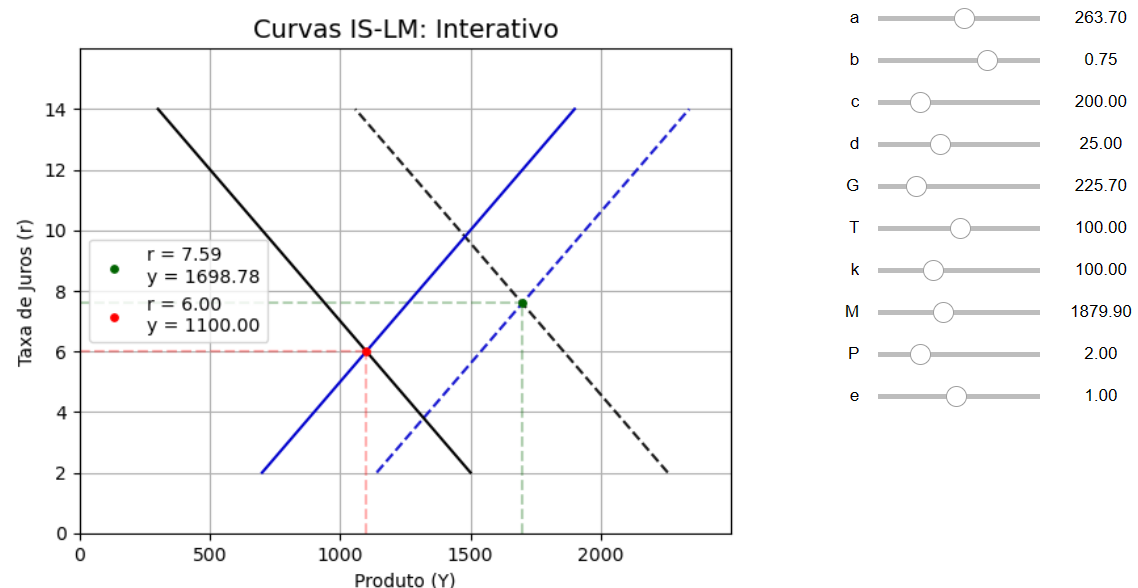 Curvas IS-LM: Interativo
Taxa de Juros (r)
14
12
10
8
6
4
2
0
r = 7.59
y = 1698.78
r = 6.00
y = 1100.00
0 500 1000 1500 2000
Produto (Y)
a 263.70
b 0.75
c 200.00
d 25.00
G 225.70
T 100.00
k 100.00
M 1879.90
P 2.00
e 1.00